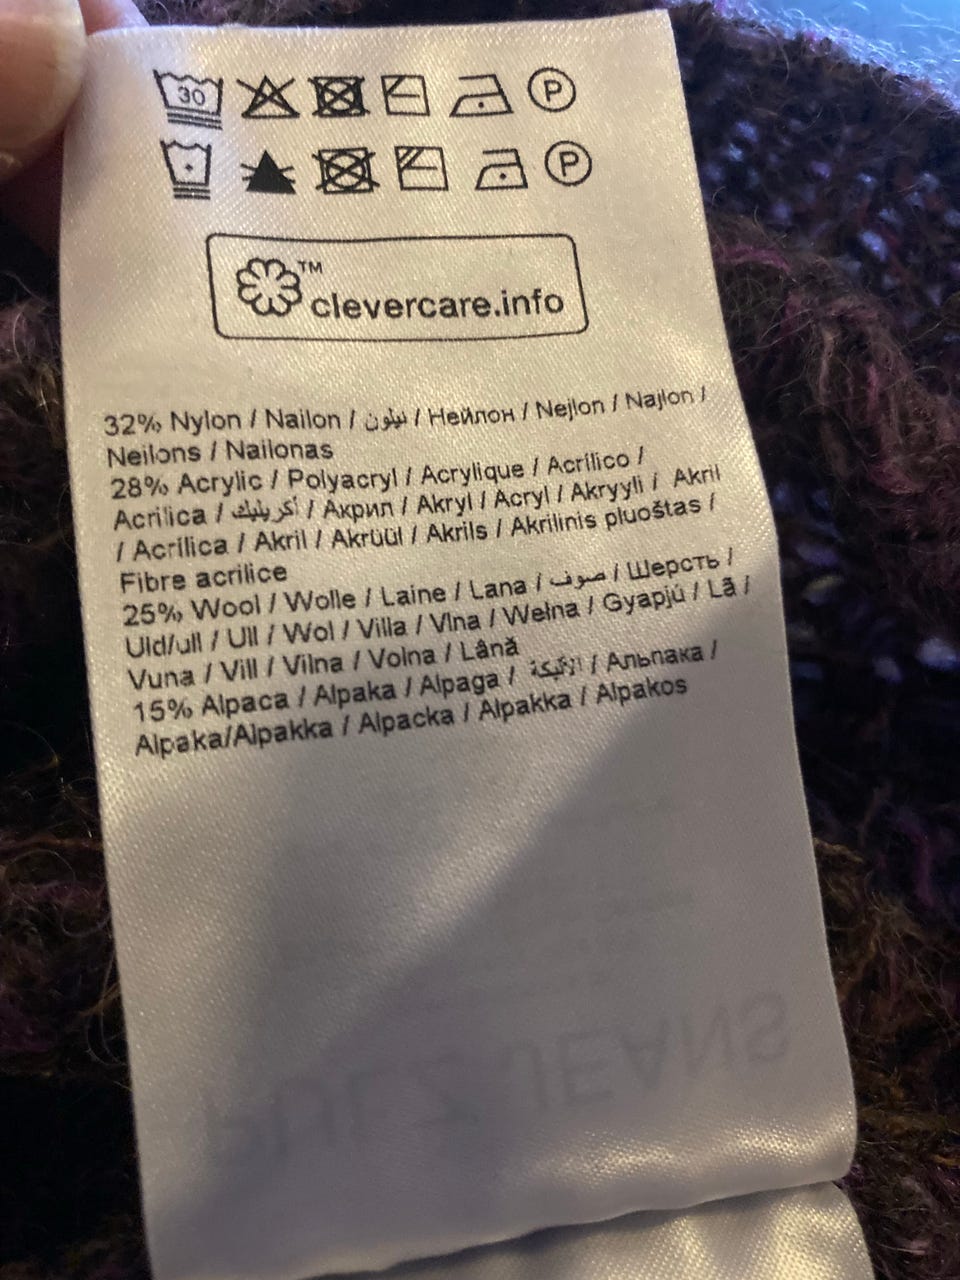 30 P
P
™ clevercare.info
32% Nylon / Nailon / نيلون / Нейлон / Nejlon / Najlon /
Neilons / Nailonas
28% Acrylic / Polyacryl / Acrylique / Acrílico /
Acrilica / أكريليك / Акрил / Akryl / Acryl / Akryyli / Akril
/ Acrílica / Akril / Akrüül / Akrils / Akrilinis pluoštas /
Fibre acrilice
25% Wool / Wolle / Laine / Lana / صوف / Шерсть /
Uld/ull / Ull / Wol / Villa / Vlna / Wełna / Gyapjú / Lã /
Vuna / Vill / Vilna / Volna / Lână
15% Alpaca / Alpaka / Alpaga / الألبكة / Альпака /
Alpaka/Alpakka / Alpacka / Alpakka / Alpakos
PULZ JEANS